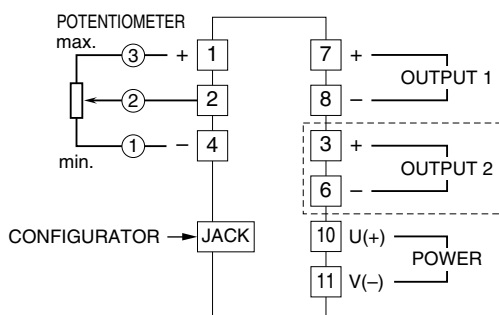 POTENTIOMETER
max.
3 + 1
2 2
1 − 4
min.
CONFIGURATOR JACK
7 +
OUTPUT 1
8 −
3 +
OUTPUT 2
6 −
10 U(+)
POWER
11 V(−)